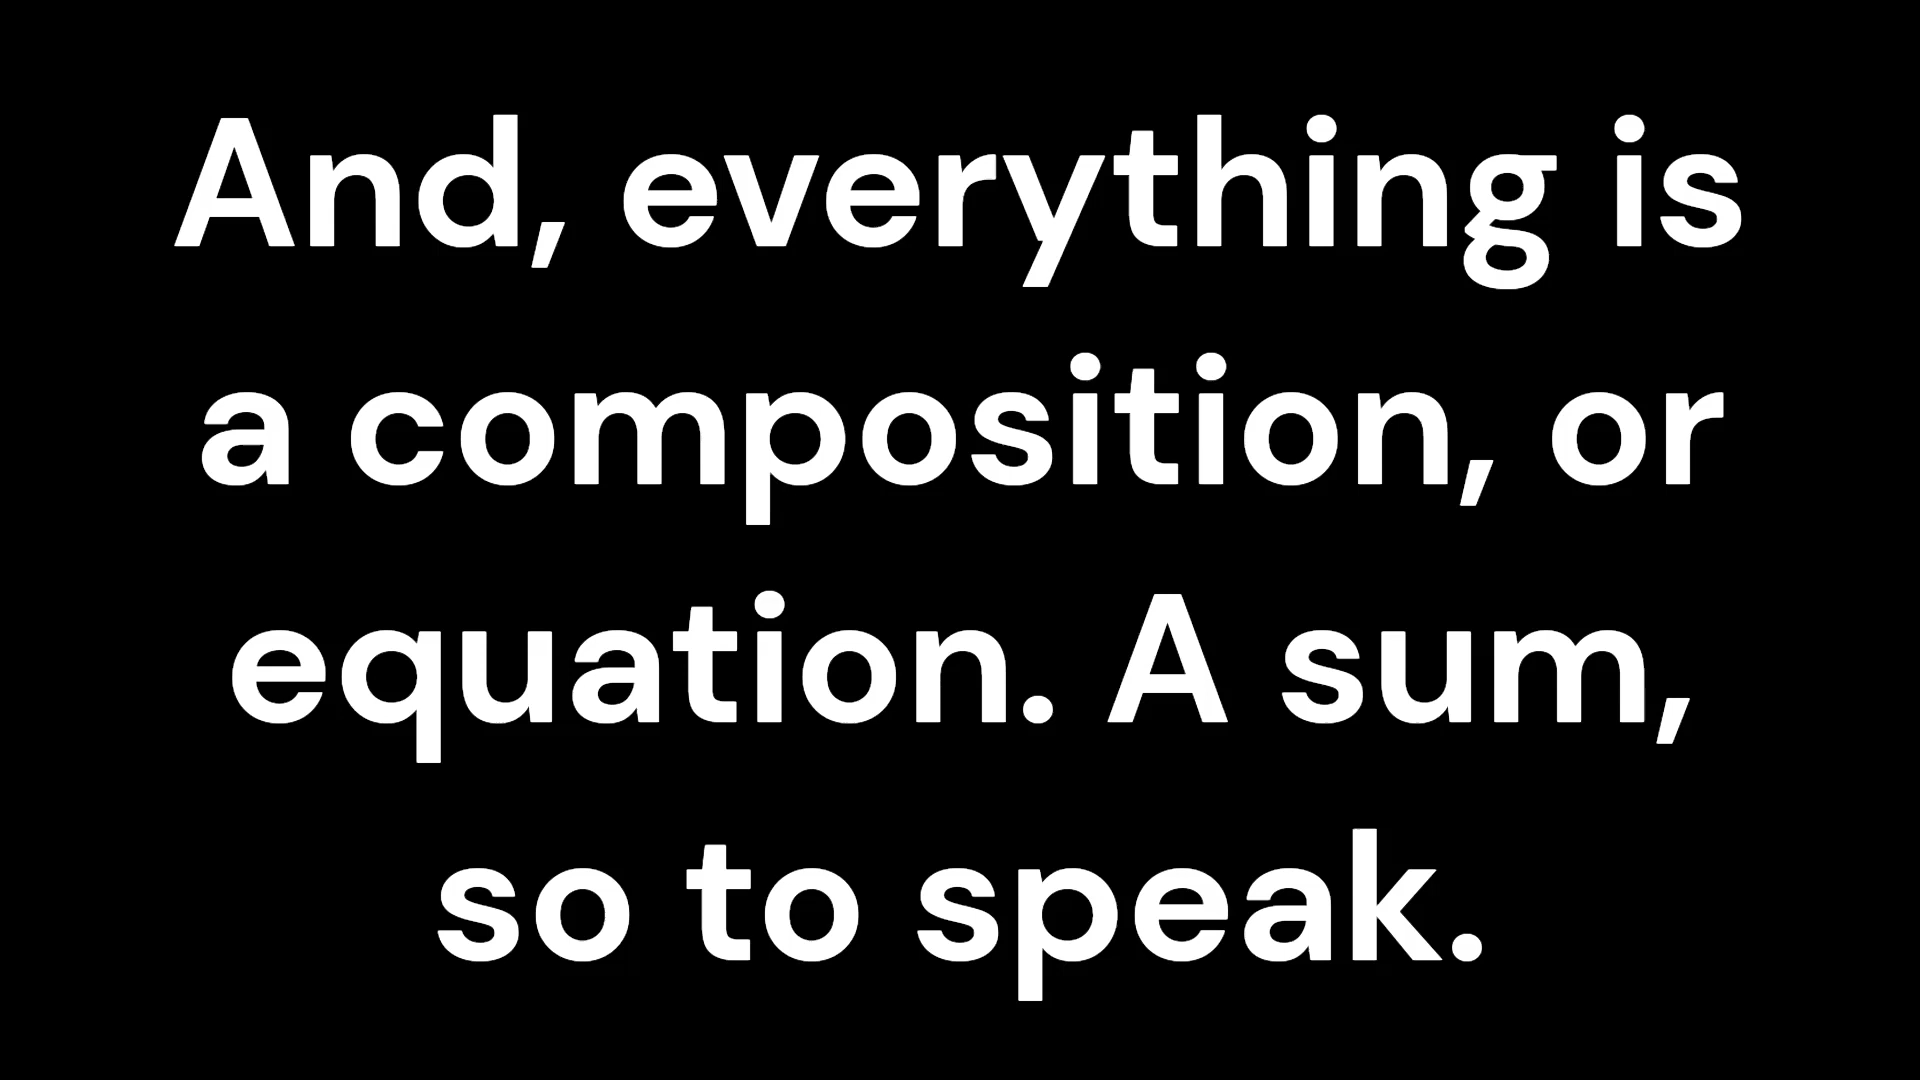 And, everything is
a composition, or
equation. A sum,
so to speak.